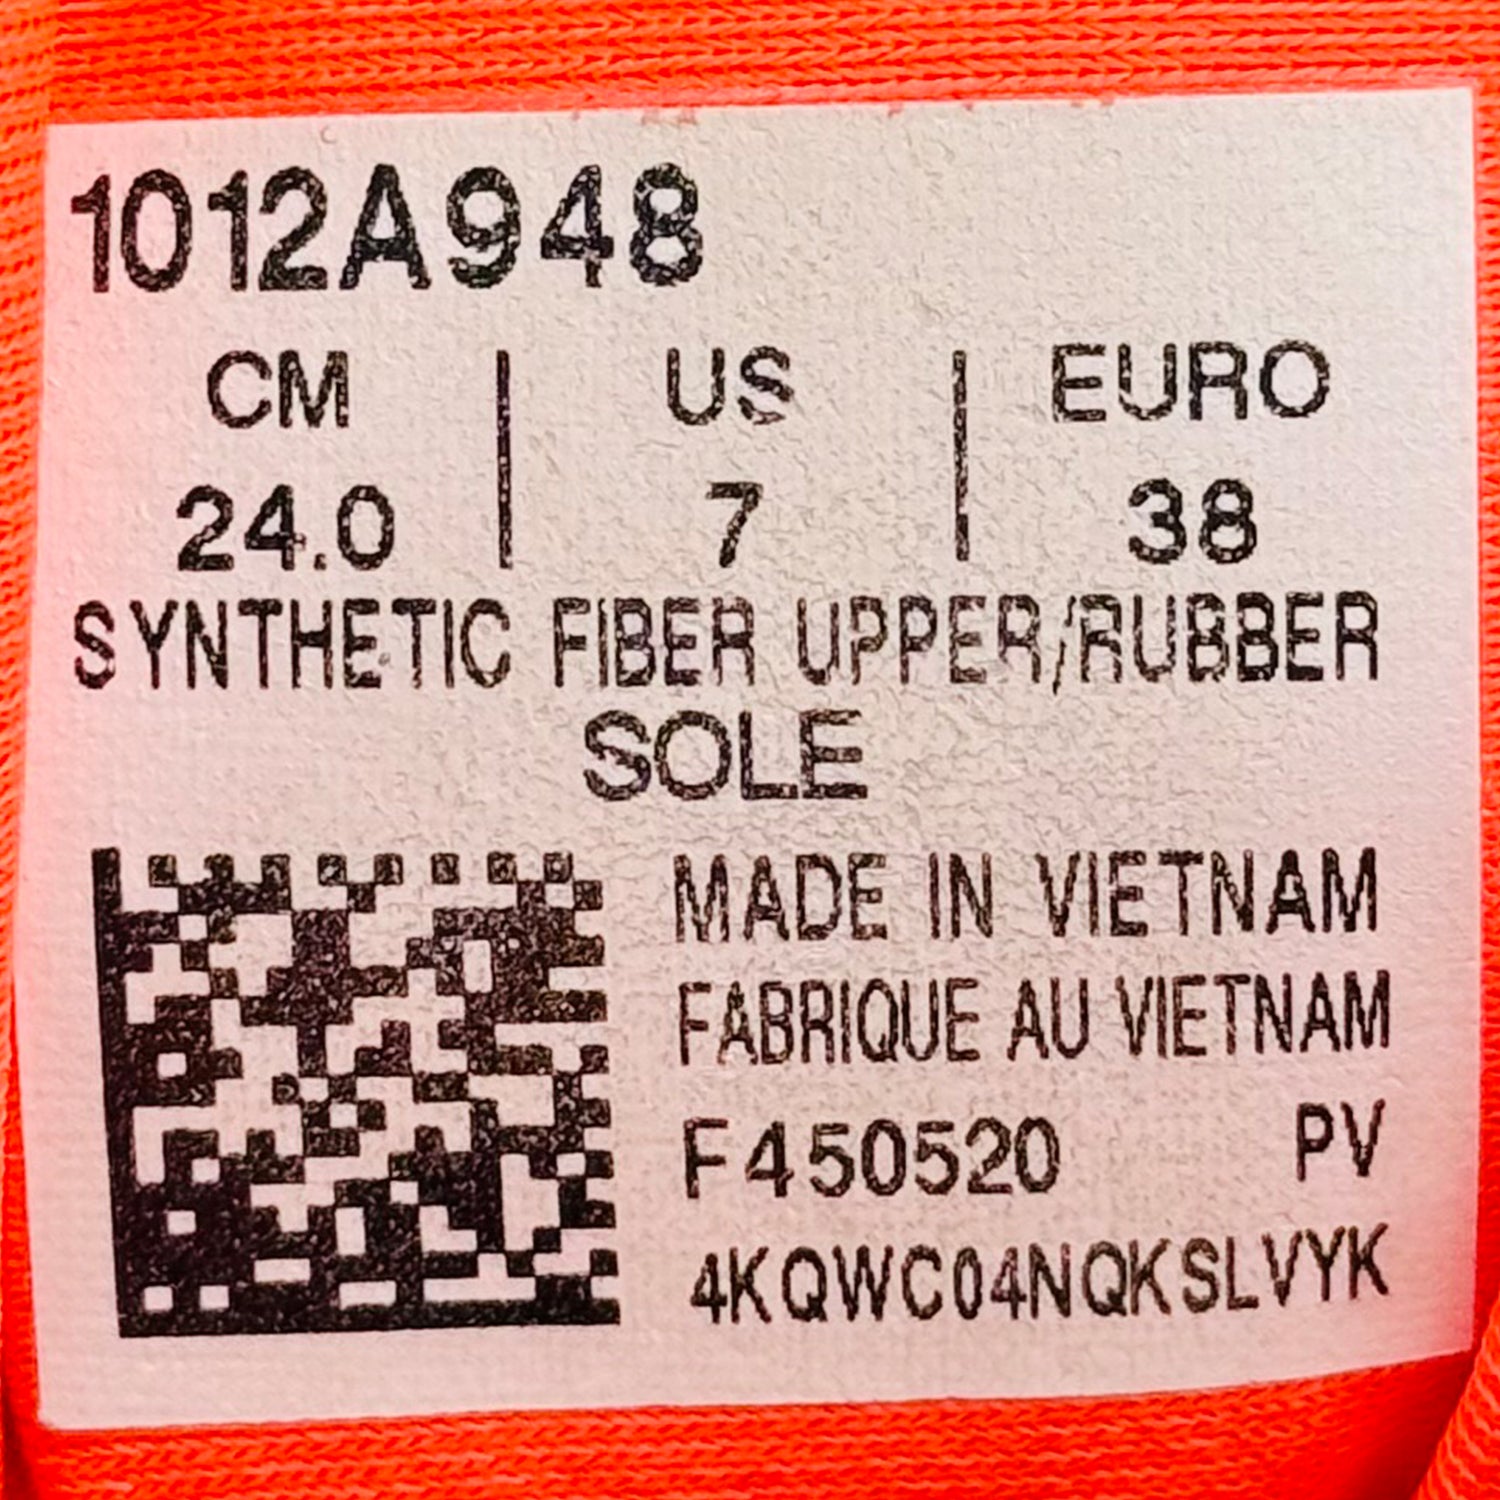 1012A948
CM | US | EURO
24.0 | 7 | 38
SYNTHETIC FIBER UPPER/RUBBER
SOLE
MADE IN VIETNAM
FABRIQUE AU VIETNAM
F450520 PV
4KQWC04NQKSLVYK